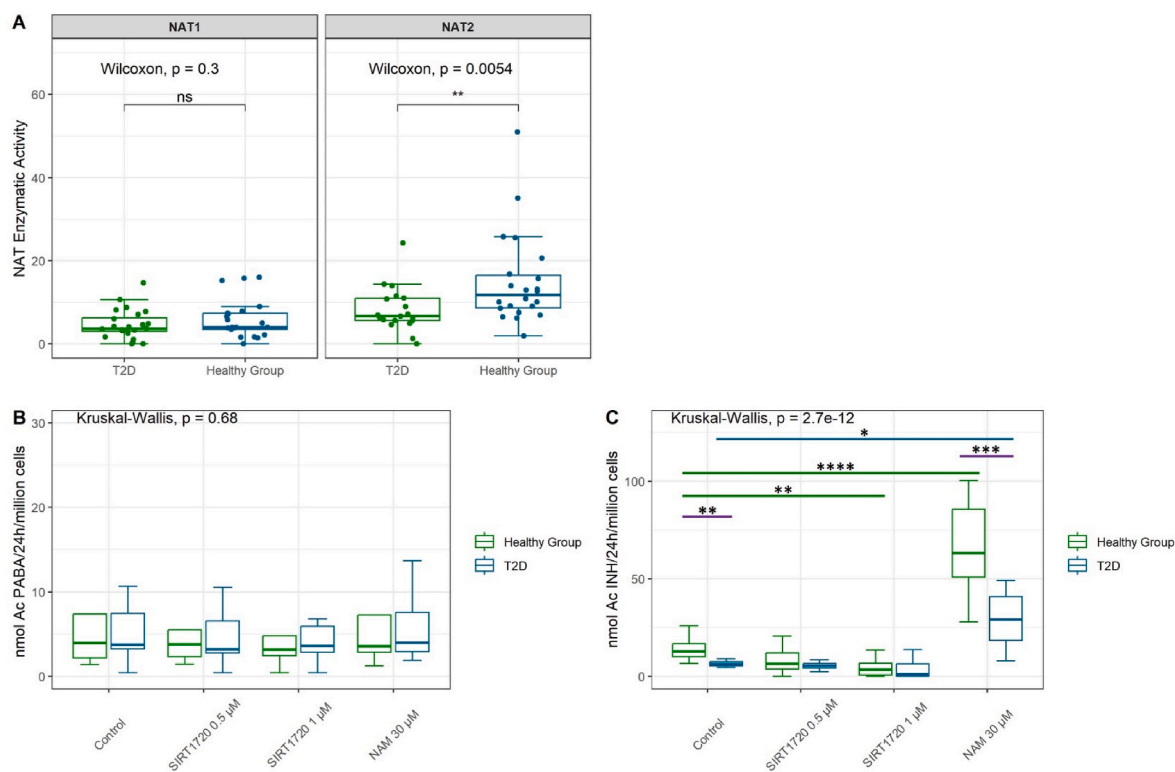 A
NAT1
NAT2
Wilcoxon, p = 0.3
Wilcoxon, p = 0.0054
ns
**
NAT Enzymatic Activity
60
40
20
0
T2D
Healthy Group
T2D
Healthy Group
B
Kruskal-Wallis, p = 0.68
nmol Ac PABA/24h/million cells
30
20
10
0
Control
SIRT1720 0.5 µM
SIRT1720 1 µM
NAM 30 µM
Healthy Group
T2D
C
Kruskal-Wallis, p = 2.7e-12
*
***
****
**
**
nmol Ac INH/24h/million cells
100
50
0
Control
SIRT1720 0.5 µM
SIRT1720 1 µM
NAM 30 µM
Healthy Group
T2D